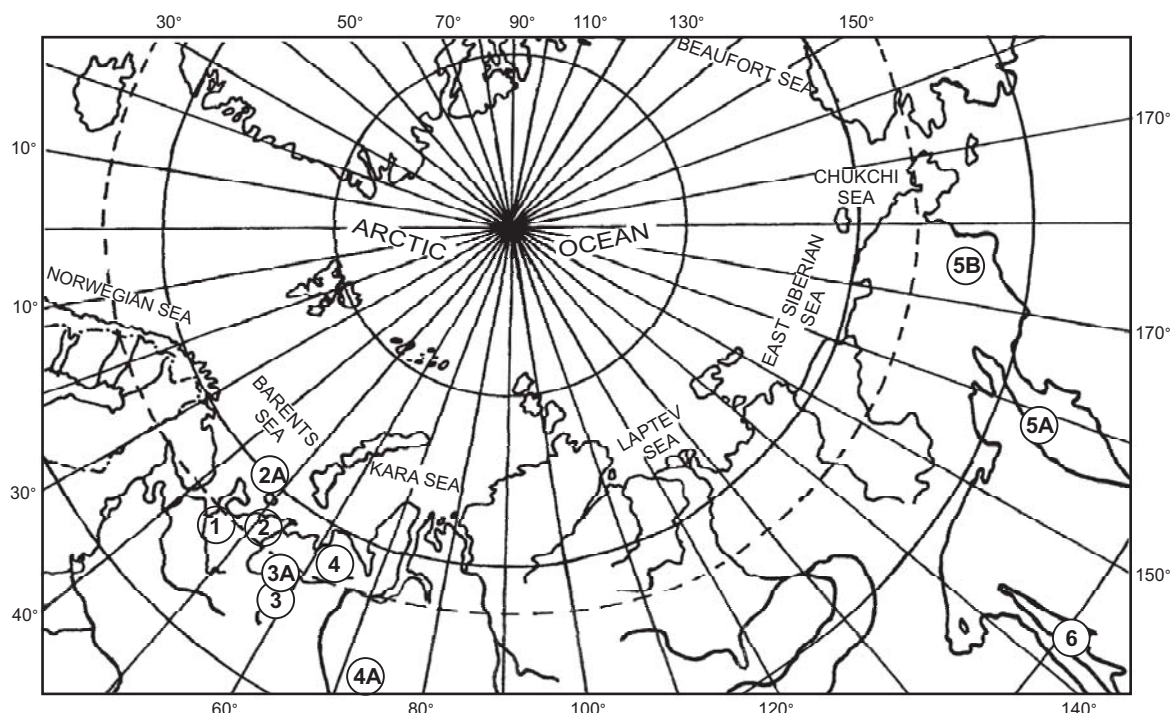 30° 50° 70° 90° 110° 130° 150°
BEAUFORT SEA
170°
10°
CHUKCHI
SEA
ARCTIC OCEAN
5B
EAST SIBERIAN
SEA
NORWEGIAN SEA
10°
170°
BARENTS
SEA
LAPTEV
SEA
5A
2A
KARA SEA
30°
1
2
4
3A
150°
3
40°
6
4A
60° 80° 100° 120° 140°